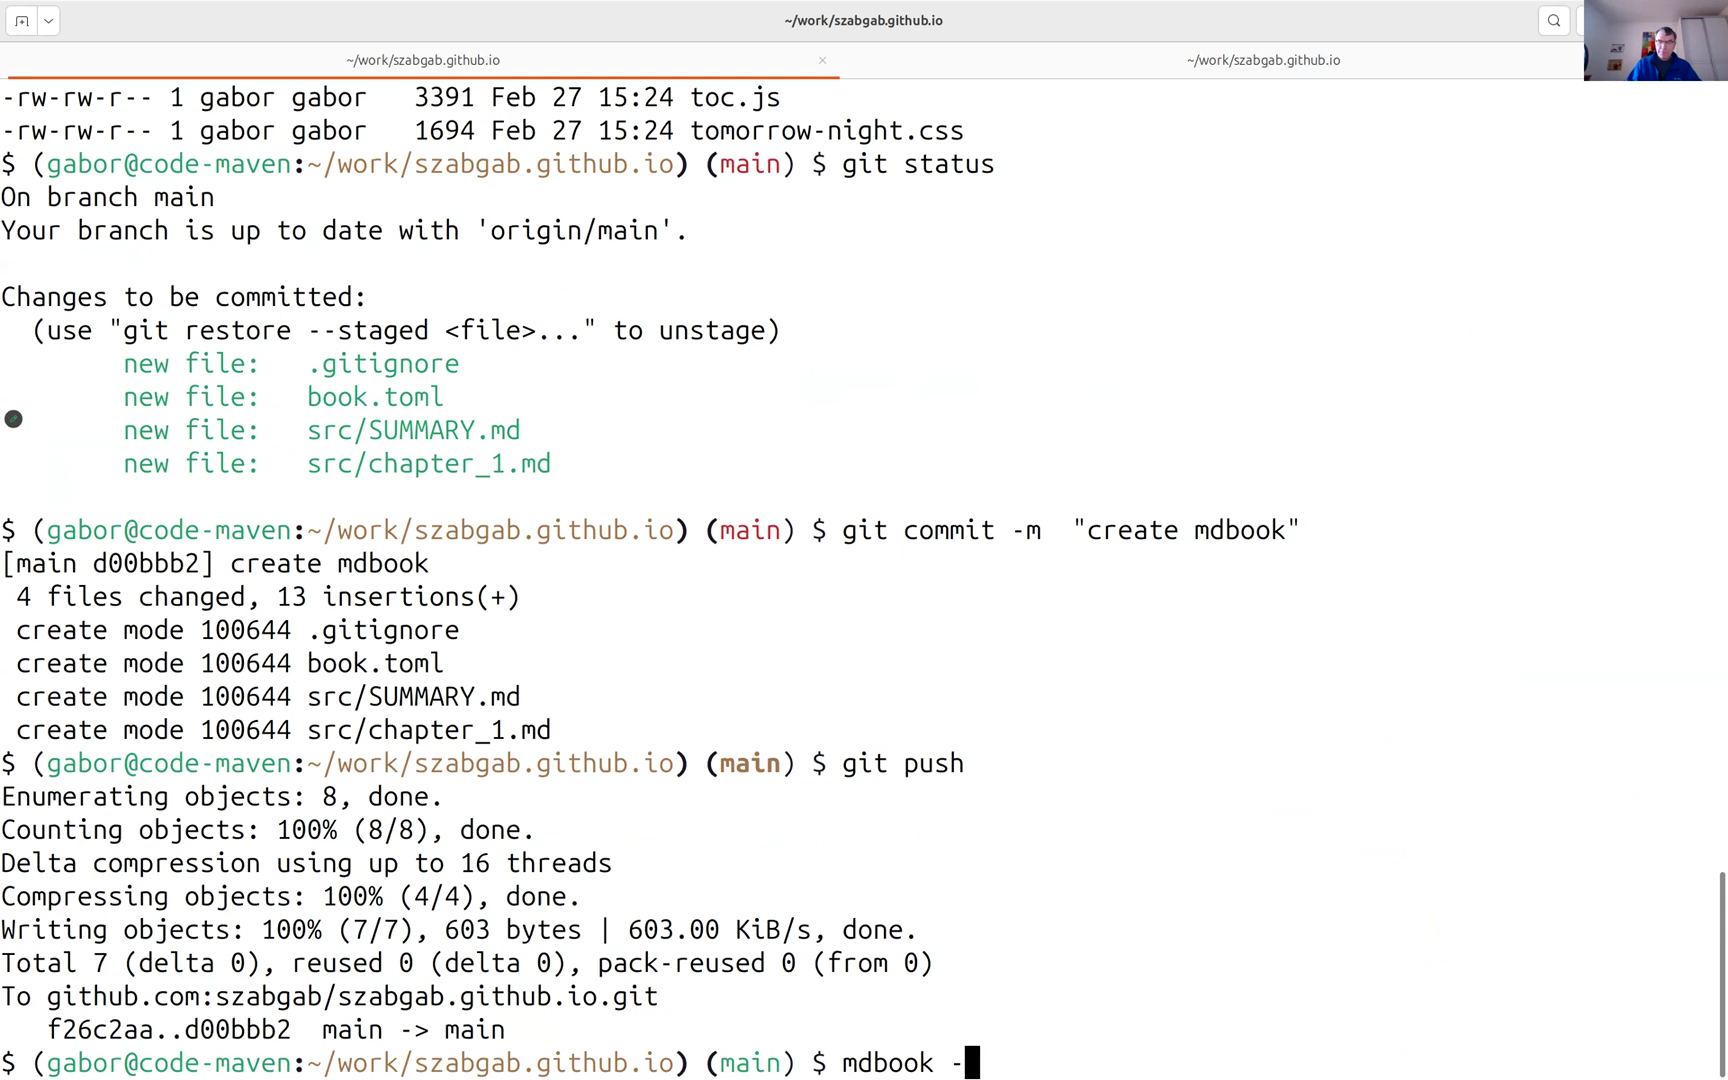 ~/work/szabgab.github.io
~/work/szabgab.github.io
~/work/szabgab.github.io
-rw-rw-r-- 1 gabor gabor   3391 Feb 27 15:24 toc.js
-rw-rw-r-- 1 gabor gabor   1694 Feb 27 15:24 tomorrow-night.css
$ (gabor@code-maven:~/work/szabgab.github.io) (main) $ git status
On branch main
Your branch is up to date with 'origin/main'.
Changes to be committed:
  (use "git restore --staged <file>..." to unstage)
        new file:   .gitignore
        new file:   book.toml
        new file:   src/SUMMARY.md
        new file:   src/chapter_1.md
$ (gabor@code-maven:~/work/szabgab.github.io) (main) $ git commit -m  "create mdbook"
[main d00bbb2] create mdbook
 4 files changed, 13 insertions(+)
 create mode 100644 .gitignore
 create mode 100644 book.toml
 create mode 100644 src/SUMMARY.md
 create mode 100644 src/chapter_1.md
$ (gabor@code-maven:~/work/szabgab.github.io) (main) $ git push
Enumerating objects: 8, done.
Counting objects: 100% (8/8), done.
Delta compression using up to 16 threads
Compressing objects: 100% (4/4), done.
Writing objects: 100% (7/7), 603 bytes | 603.00 KiB/s, done.
Total 7 (delta 0), reused 0 (delta 0), pack-reused 0 (from 0)
To github.com:szabgab/szabgab.github.io.git
   f26c2aa..d00bbb2  main -> main
$ (gabor@code-maven:~/work/szabgab.github.io) (main) $ mdbook -